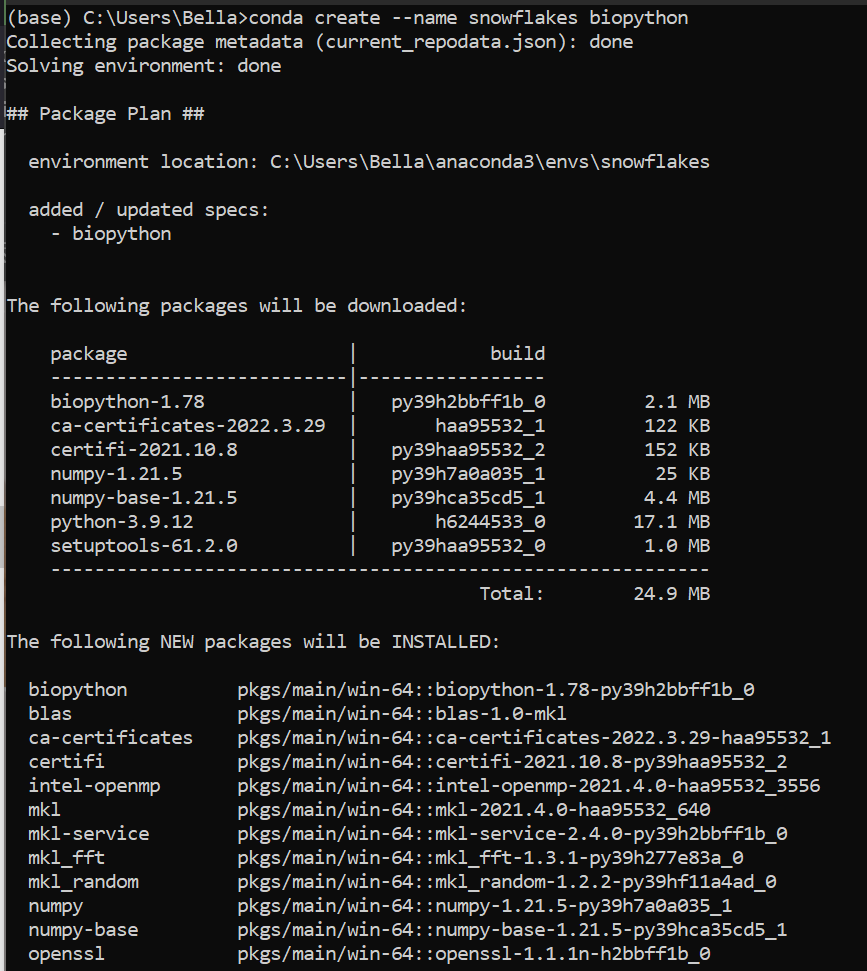 (base) C:\Users\Bella>conda create --name snowflakes biopython
Collecting package metadata (current_repodata.json): done
Solving environment: done
## Package Plan ##
  environment location: C:\Users\Bella\anaconda3\envs\snowflakes
  added / updated specs:
    - biopython
The following packages will be downloaded:
    package                    |            build
    ---------------------------|-----------------
    biopython-1.78             |   py39h2bbff1b_0         2.1 MB
    ca-certificates-2022.3.29  |       haa95532_1         122 KB
    certifi-2021.10.8          |   py39haa95532_2         152 KB
    numpy-1.21.5               |   py39h7a0a035_1          25 KB
    numpy-base-1.21.5          |   py39hca35cd5_1         4.4 MB
    python-3.9.12              |       h6244533_0        17.1 MB
    setuptools-61.2.0          |   py39haa95532_0         1.0 MB
    ------------------------------------------------------------
                                           Total:        24.9 MB
The following NEW packages will be INSTALLED:
  biopython          pkgs/main/win-64::biopython-1.78-py39h2bbff1b_0
  blas               pkgs/main/win-64::blas-1.0-mkl
  ca-certificates    pkgs/main/win-64::ca-certificates-2022.3.29-haa95532_1
  certifi            pkgs/main/win-64::certifi-2021.10.8-py39haa95532_2
  intel-openmp       pkgs/main/win-64::intel-openmp-2021.4.0-haa95532_3556
  mkl                pkgs/main/win-64::mkl-2021.4.0-haa95532_640
  mkl-service        pkgs/main/win-64::mkl-service-2.4.0-py39h2bbff1b_0
  mkl_fft            pkgs/main/win-64::mkl_fft-1.3.1-py39h277e83a_0
  mkl_random         pkgs/main/win-64::mkl_random-1.2.2-py39hf11a4ad_0
  numpy              pkgs/main/win-64::numpy-1.21.5-py39h7a0a035_1
  numpy-base         pkgs/main/win-64::numpy-base-1.21.5-py39hca35cd5_1
  openssl            pkgs/main/win-64::openssl-1.1.1n-h2bbff1b_0